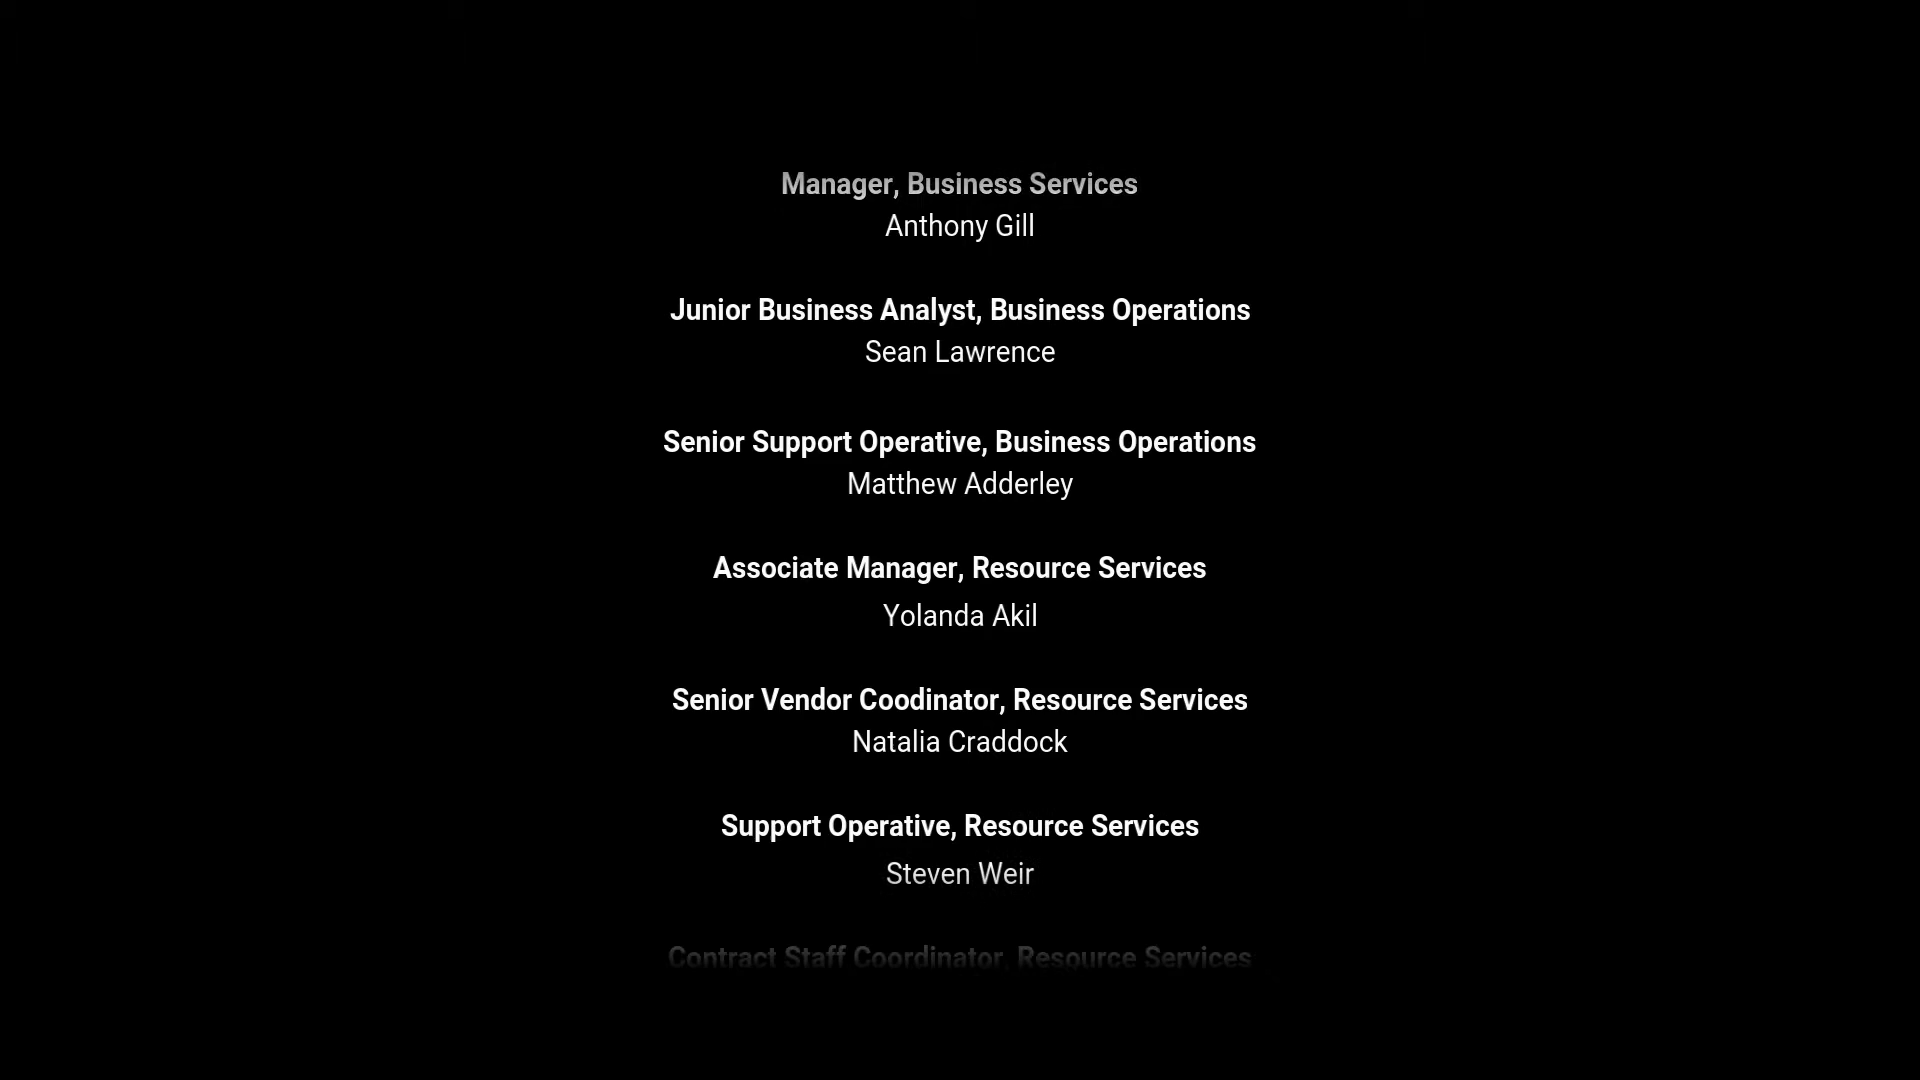 Manager, Business Services
Anthony Gill
Junior Business Analyst, Business Operations
Sean Lawrence
Senior Support Operative, Business Operations
Matthew Adderley
Associate Manager, Resource Services
Yolanda Akil
Senior Vendor Coodinator, Resource Services
Natalia Craddock
Support Operative, Resource Services
Steven Weir
Contract Staff Coordinator, Resource Services